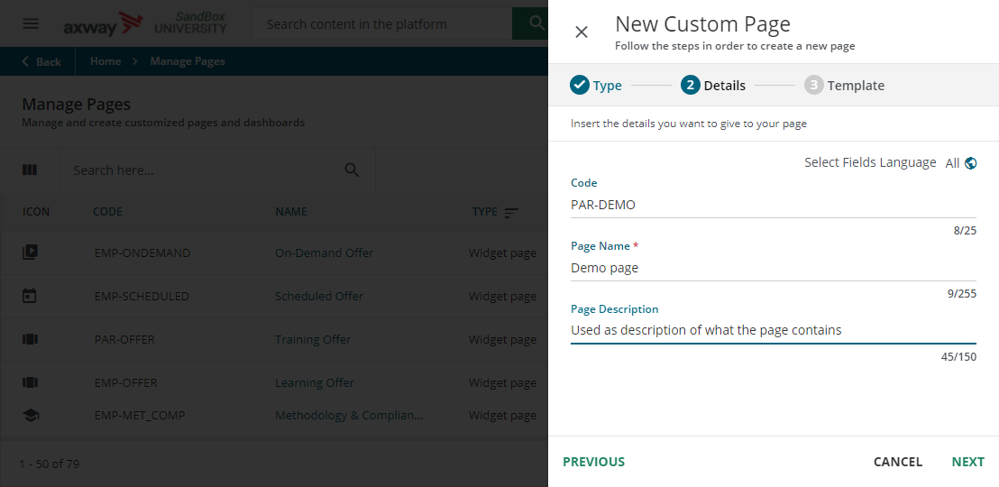 axway
SandBox
UNIVERSITY
Search content in the platform
Back
Home > Manage Pages
Manage Pages
Manage and create customized pages and dashboards
Search here...
ICON CODE NAME TYPE
EMP-ONDEMAND On-Demand Offer Widget page
EMP-SCHEDULED Scheduled Offer Widget page
PAR-OFFER Training Offer Widget page
EMP-OFFER Learning Offer Widget page
EMP-MET_COMP Methodology & Complian... Widget page
1 - 50 of 79
New Custom Page
Follow the steps in order to create a new page
Type 2 Details 3 Template
Insert the details you want to give to your page
Select Fields Language All
Code
PAR-DEMO
8/25
Page Name *
Demo page
9/255
Page Description
Used as description of what the page contains
45/150
PREVIOUS CANCEL NEXT